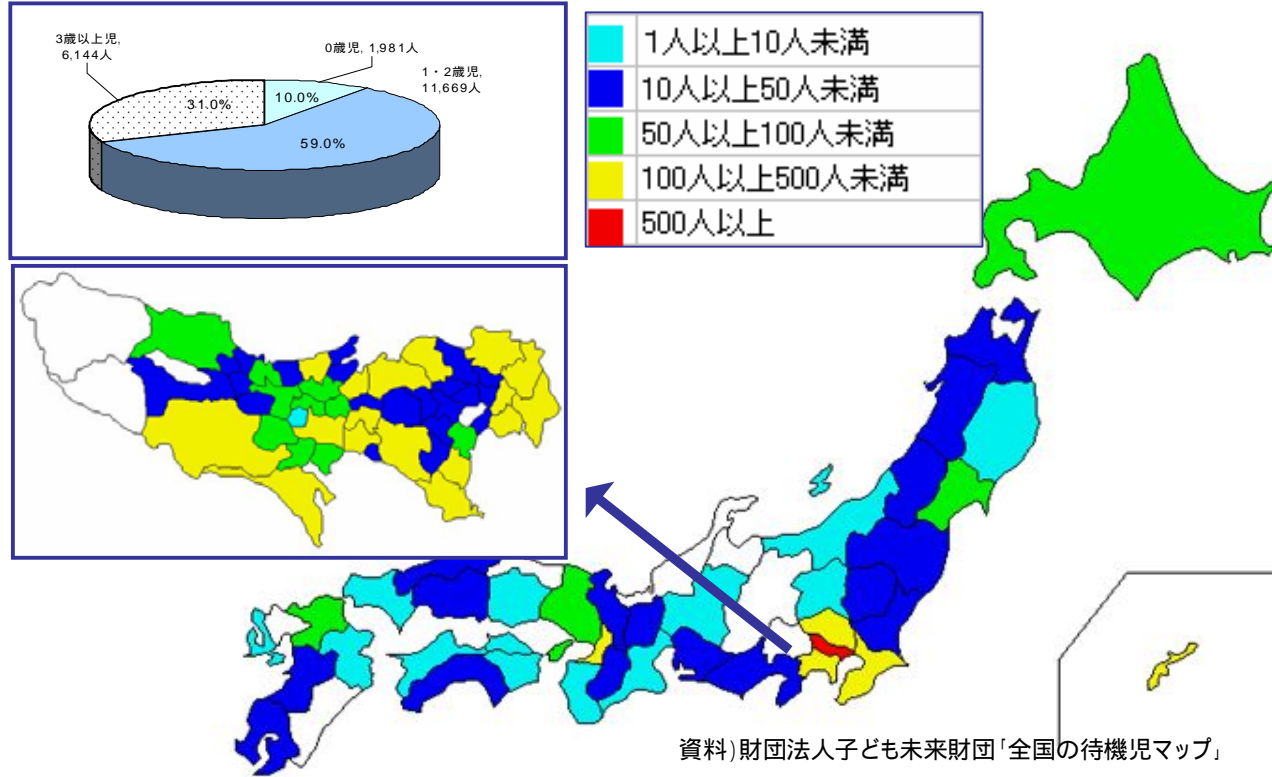 3歳以上児,
6,144人
0歳児, 1,981人
1・2歳児,
11,669人
31.0%
10.0%
59.0%
1人以上10人未満
10人以上50人未満
50人以上100人未満
100人以上500人未満
500人以上
資料)財団法人子ども未来財団「全国の待機児マップ」